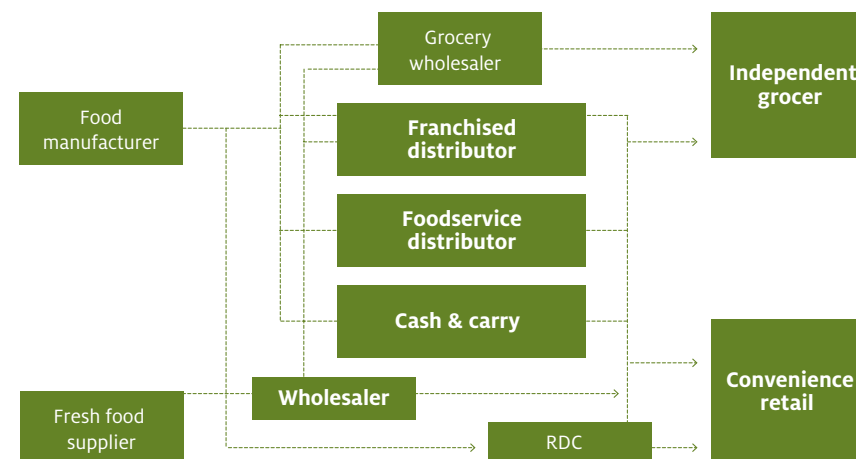 Grocery
wholesaler
Independent
grocer
Food
manufacturer
Franchised
distributor
Foodservice
distributor
Cash & carry
Wholesaler
Convenience
retail
Fresh food
supplier
RDC